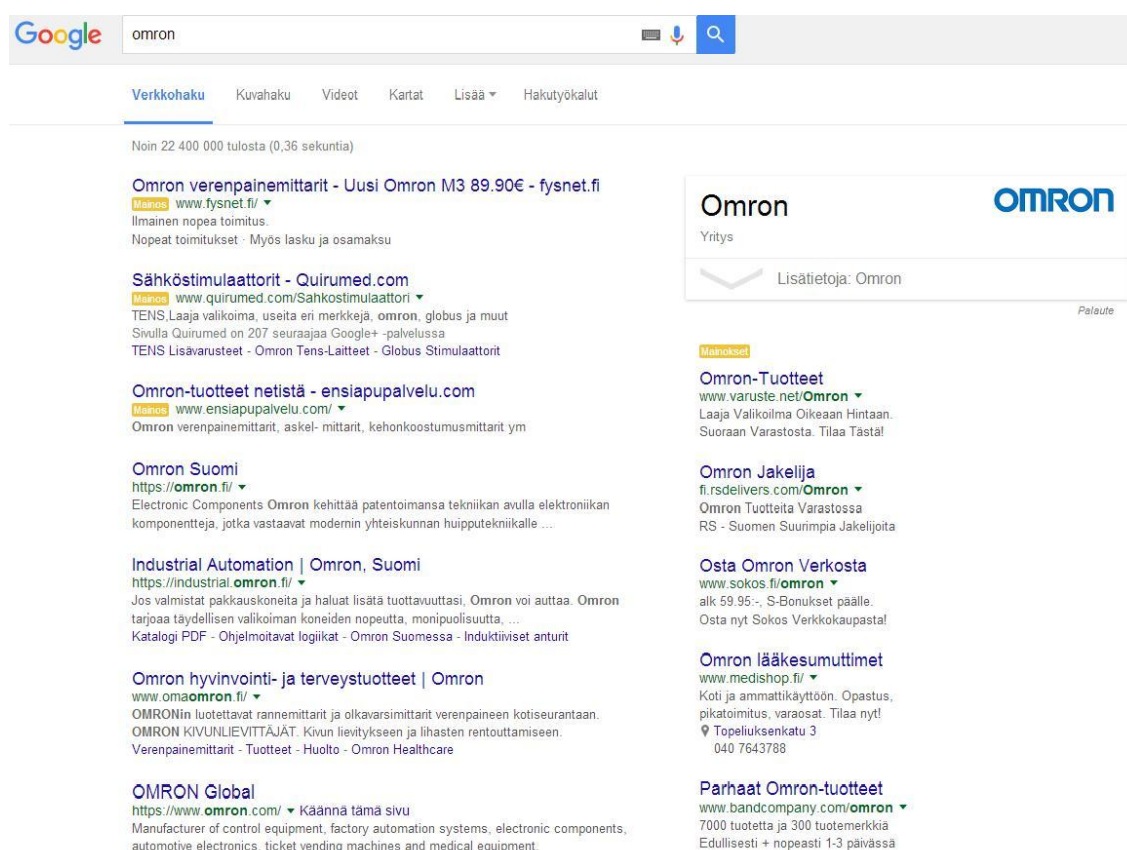 Google
omron
Verkkohaku Kuvahaku Videot Kartat Lisää Hakutyökalut
Noin 22 400 000 tulosta (0,36 sekuntia)
Omron verenpainemittarit - Uusi Omron M3 89.90€ - fysnet.fi
Mainos www.fysnet.fi/
Ilmainen nopea toimitus.
Nopeat toimitukset · Myös lasku ja osamaksu
Sähköstimulaattorit - Quirumed.com
Mainos www.quirumed.com/Sahkostimulaattori
TENS,Laaja valikoima, useita eri merkkejä, omron, globus ja muut
Sivulla Quirumed on 207 seuraajaa Google+ -palvelussa
TENS Lisävarusteet - Omron Tens-Laitteet - Globus Stimulaattorit
Omron-tuotteet netistä - ensiapupalvelu.com
Mainos www.ensiapupalvelu.com/
Omron verenpainemittarit, askel- mittarit, kehonkoostumusmittarit ym
Omron Suomi
https://omron.fi/
Electronic Components Omron kehittää patentoimansa tekniikan avulla elektroniikan
komponentteja, jotka vastaavat modernin yhteiskunnan huipputekniikalle ...
Industrial Automation | Omron, Suomi
https://industrial.omron.fi/
Jos valmistat pakkauskoneita ja haluat lisätä tuottavuuttasi, Omron voi auttaa. Omron
tarjoaa täydellisen valikoiman koneiden nopeutta, monipuolisuutta, ...
Katalogi PDF - Ohjelmoitavat logiikat - Omron Suomessa - Induktiiviset anturit
Omron hyvinvointi- ja terveystuotteet | Omron
www.omaomron.fi/
OMRONin luotettavat rannemittarit ja olkavarsimittarit verenpaineen kotiseurantaan.
OMRON KIVUNLIEVITTÄJÄT. Kivun lievitykseen ja lihasten rentouttamiseen.
Verenpainemittarit - Tuotteet - Huolto - Omron Healthcare
OMRON Global
https://www.omron.com/ Käännä tämä sivu
Manufacturer of control equipment, factory automation systems, electronic components,
automotive electronics, ticket vending machines and medical equipment.
Omron
OMRON
Yritys
Lisätietoja: Omron
Palaute
Mainokset
Omron-Tuotteet
www.varuste.net/Omron
Laaja Valikoilma Oikeaan Hintaan.
Suoraan Varastosta. Tilaa Tästä!
Omron Jakelija
fi.rsdelivers.com/Omron
Omron Tuotteita Varastossa
RS - Suomen Suurimpia Jakelijoita
Osta Omron Verkosta
www.sokos.fi/omron
alk 59.95:-, S-Bonukset päälle.
Osta nyt Sokos Verkkokaupasta!
Omron lääkesumuttimet
www.medishop.fi/
Koti ja ammattikäyttöön. Opastus,
pikatoimitus, varaosat. Tilaa nyt!
Topeliuksenkatu 3
040 7643788
Parhaat Omron-tuotteet
www.bandcompany.com/omron
7000 tuotetta ja 300 tuotemerkkiä
Edullisesti + nopeasti 1-3 päivässä